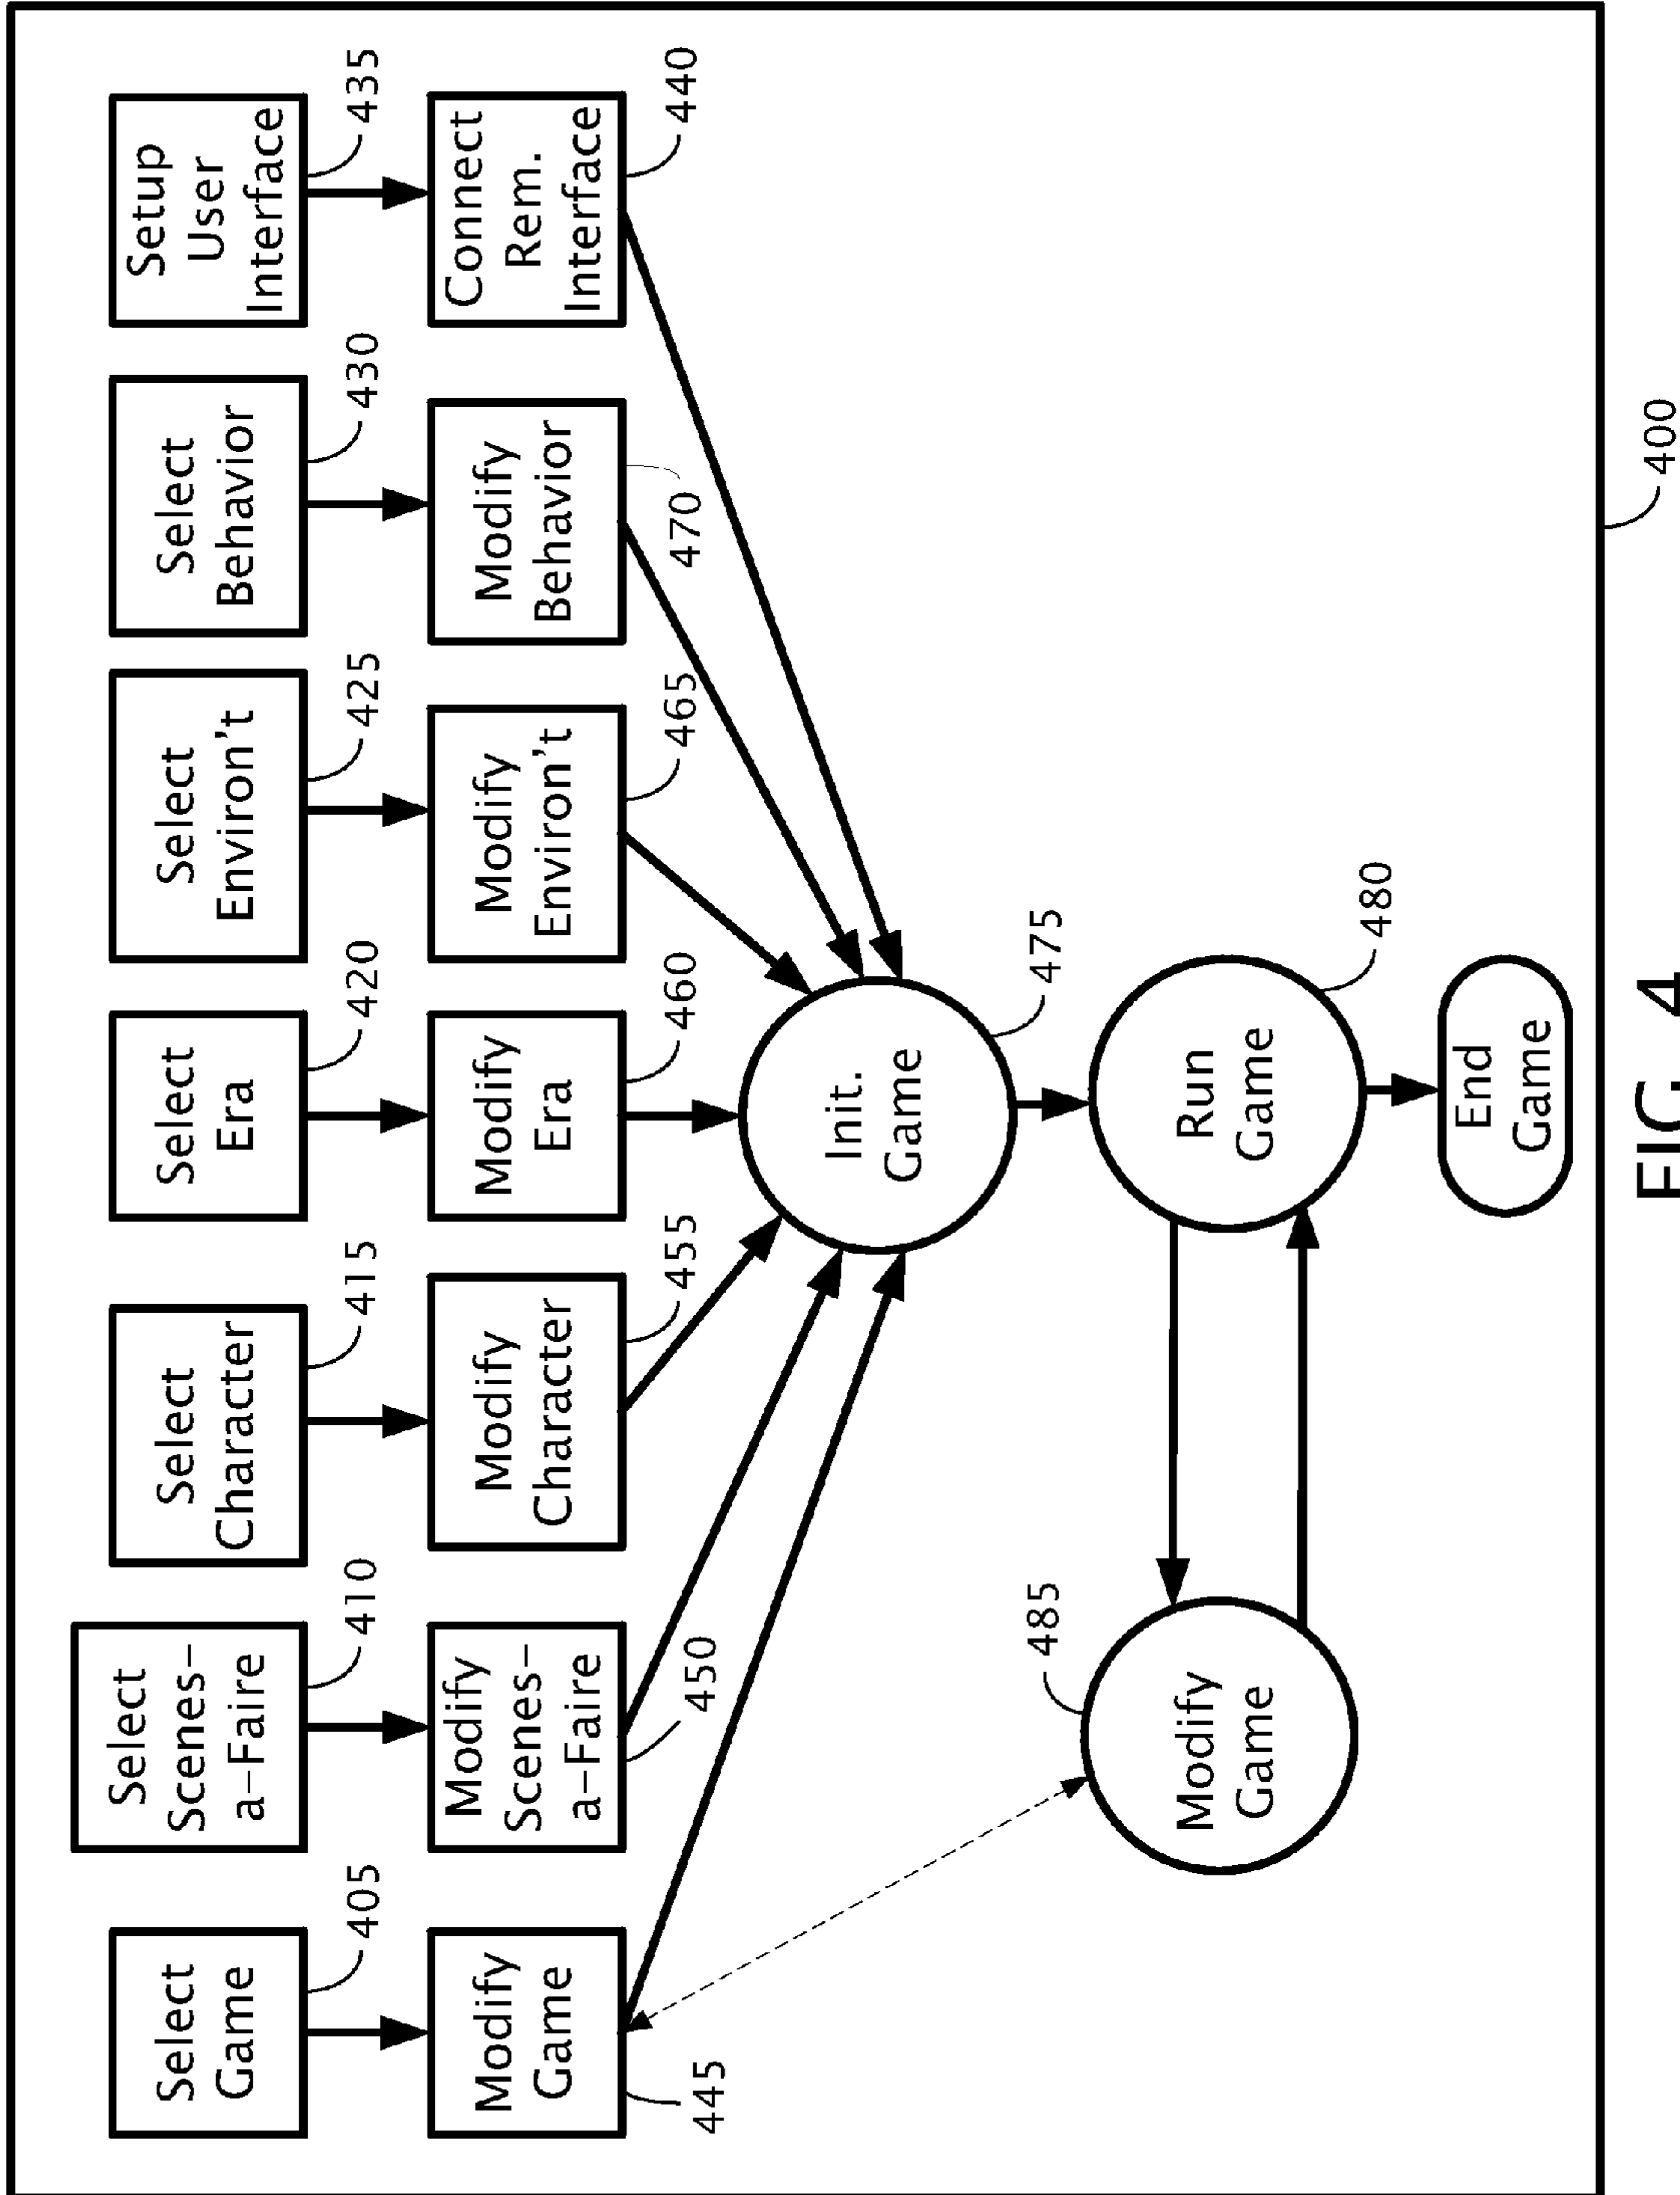 Select
Game
405
Select
Scenes-
a-Faire
410
Select
Character
415
Select
Era
420
Select
Environ't
425
Select
Behavior
430
Setup
User
Interface
435
Modify
Game
445
Modify
Scenes-
a-Faire
450
Modify
Character
455
Modify
Era
460
Modify
Environ't
465
Modify
Behavior
470
Connect
Rem.
Interface
440
Init.
Game
475
Modify
Game
485
Run
Game
480
End
Game
400
FIG. 4